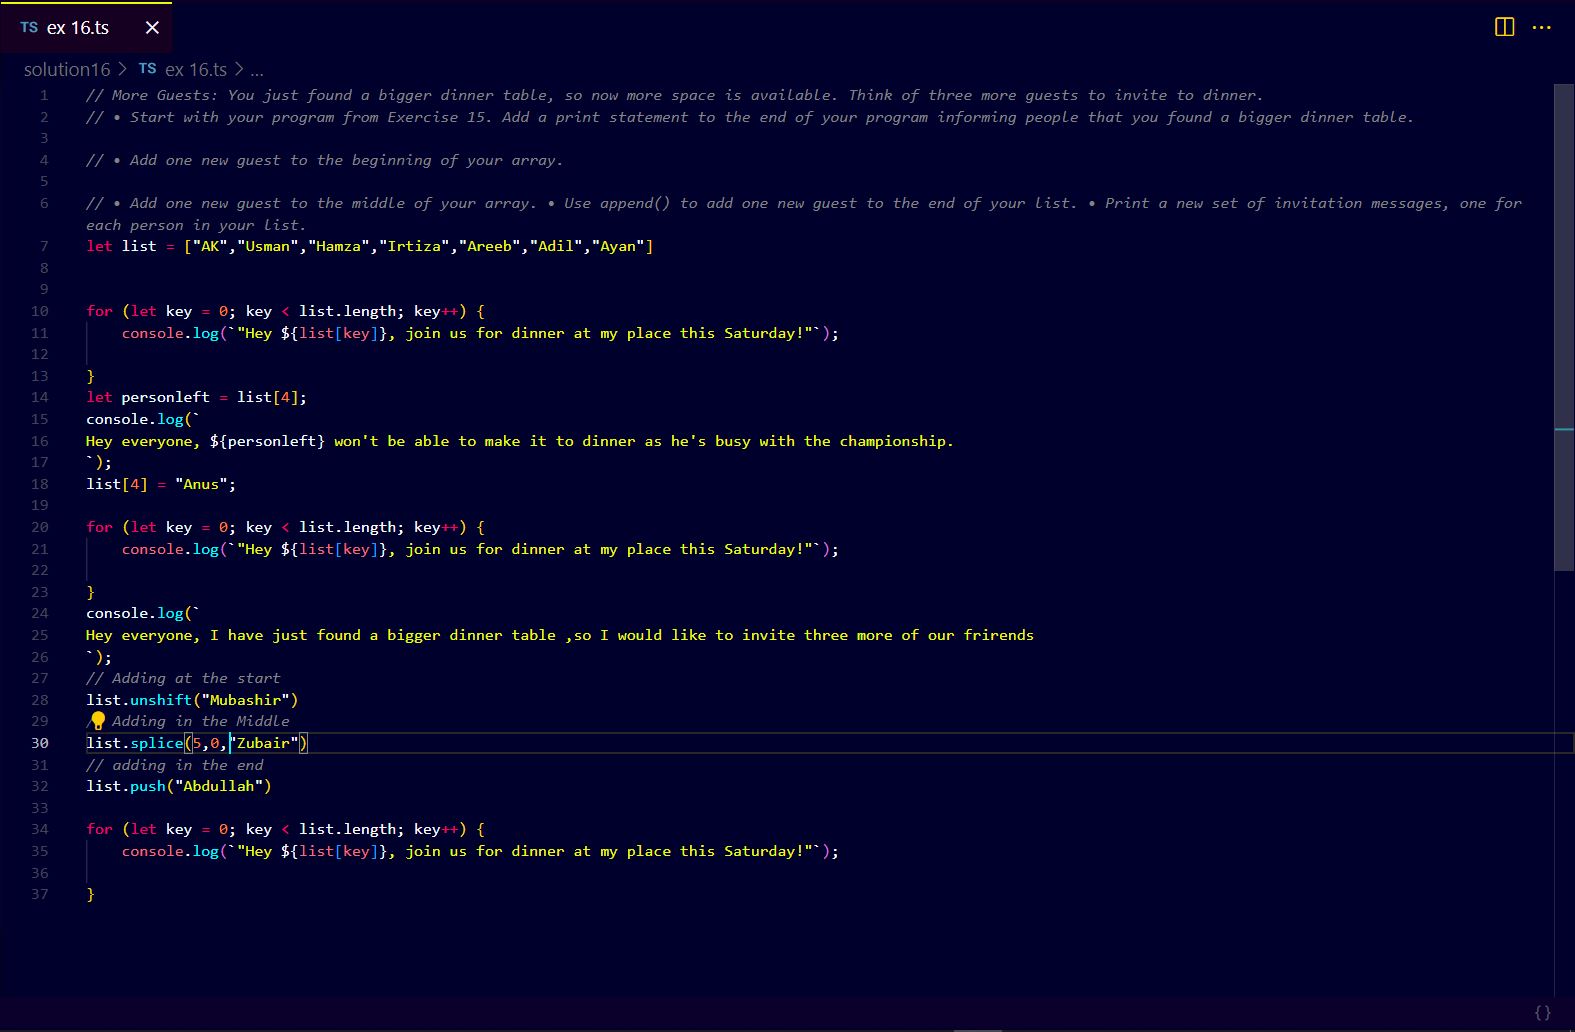 TS ex 16.ts
solution16 > TS ex 16.ts > ...
1 // More Guests: You just found a bigger dinner table, so now more space is available. Think of three more guests to invite to dinner.
2 // • Start with your program from Exercise 15. Add a print statement to the end of your program informing people that you found a bigger dinner table.
3
4 // • Add one new guest to the beginning of your array.
5
6 // • Add one new guest to the middle of your array. • Use append() to add one new guest to the end of your list. • Print a new set of invitation messages, one for
each person in your list.
7 let list = ["AK","Usman","Hamza","Irtiza","Areeb","Adil","Ayan"]
8
9
10 for (let key = 0; key < list.length; key++) {
11     console.log(`"Hey ${list[key]}, join us for dinner at my place this Saturday!"`);
12
13 }
14 let personleft = list[4];
15 console.log(`
16 Hey everyone, ${personleft} won't be able to make it to dinner as he's busy with the championship.
17 `);
18 list[4] = "Anus";
19
20 for (let key = 0; key < list.length; key++) {
21     console.log(`"Hey ${list[key]}, join us for dinner at my place this Saturday!"`);
22
23 }
24 console.log(`
25 Hey everyone, I have just found a bigger dinner table ,so I would like to invite three more of our frirends
26 `);
27 // Adding at the start
28 list.unshift("Mubashir")
29 / Adding in the Middle
30 list.splice(5,0,"Zubair")
31 // adding in the end
32 list.push("Abdullah")
33
34 for (let key = 0; key < list.length; key++) {
35     console.log(`"Hey ${list[key]}, join us for dinner at my place this Saturday!"`);
36
37 }
{}